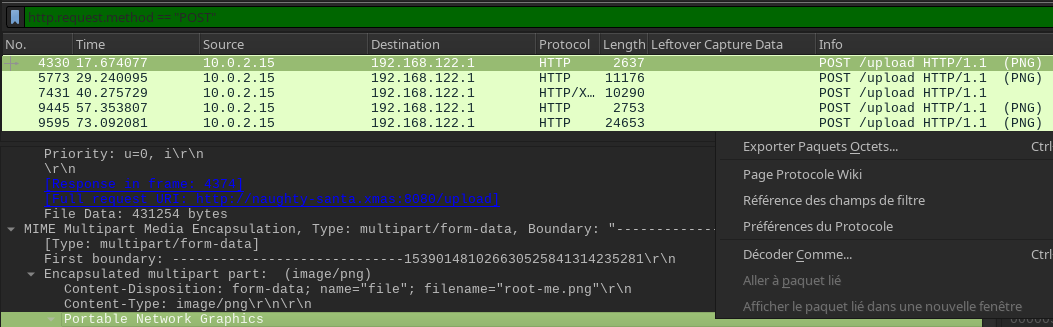 http.request.method == "POST"
No. Time Source Destination Protocol Length Leftover Capture Data Info
4330 17.674077 10.0.2.15 192.168.122.1 HTTP 2637 POST /upload HTTP/1.1 (PNG)
5773 29.240095 10.0.2.15 192.168.122.1 HTTP 11176 POST /upload HTTP/1.1 (PNG)
7431 40.275729 10.0.2.15 192.168.122.1 HTTP/X… 10290 POST /upload HTTP/1.1
9445 57.353807 10.0.2.15 192.168.122.1 HTTP 2753 POST /upload HTTP/1.1 (PNG)
9595 73.092081 10.0.2.15 192.168.122.1 HTTP 24653 POST /upload HTTP/1.1 (PNG)
Priority: u=0, i\r\n
\r\n
[Response in frame: 4374]
[Full request URI: http://naughty-santa.xmas:8080/upload]
File Data: 431254 bytes
MIME Multipart Media Encapsulation, Type: multipart/form-data, Boundary: "-------------
[Type: multipart/form-data]
First boundary: -----------------------------153901481026630525841314235281\r\n
Encapsulated multipart part: (image/png)
Content-Disposition: form-data; name="file"; filename="root-me.png"\r\n
Content-Type: image/png\r\n\r\n
Portable Network Graphics
Exporter Paquets Octets... Ctrl
Page Protocole Wiki
Référence des champs de filtre
Préférences du Protocole
Décoder Comme... Ctrl
Aller à paquet lié
Afficher le paquet lié dans une nouvelle fenêtre